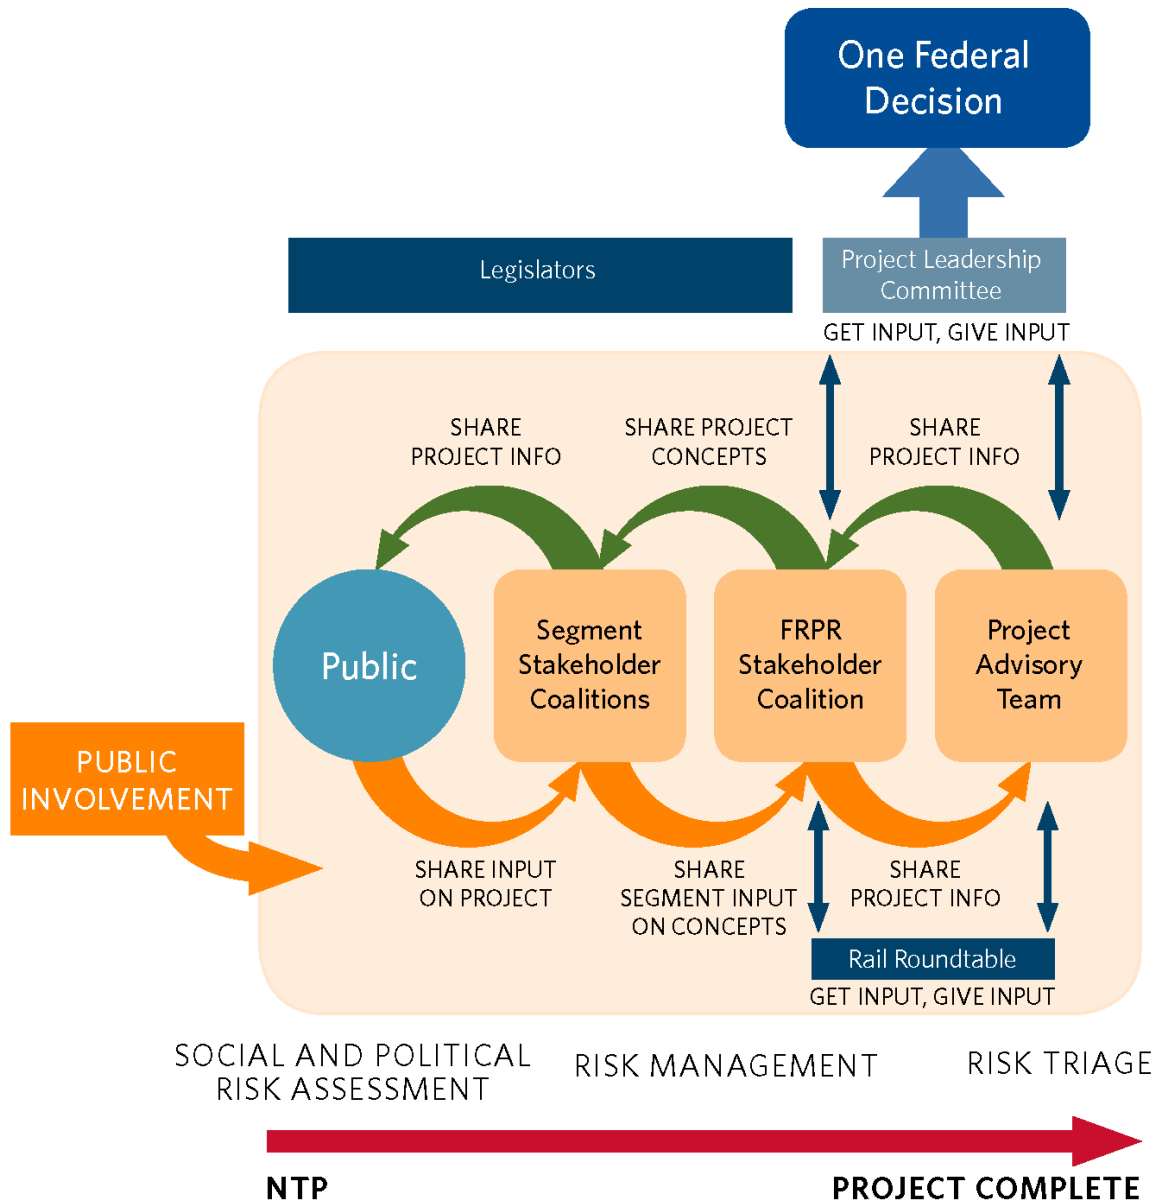 One Federal
Decision
Legislators
Project Leadership
Committee
GET INPUT, GIVE INPUT
SHARE
PROJECT INFO
SHARE PROJECT
CONCEPTS
SHARE
PROJECT INFO
Public
Segment
Stakeholder
Coalitions
FRPR
Stakeholder
Coalition
Project
Advisory
Team
PUBLIC
INVOLVEMENT
SHARE INPUT
ON PROJECT
SHARE
SEGMENT INPUT
ON CONCEPTS
SHARE
PROJECT INFO
Rail Roundtable
GET INPUT, GIVE INPUT
SOCIAL AND POLITICAL
RISK ASSESSMENT
RISK MANAGEMENT
RISK TRIAGE
NTP
PROJECT COMPLETE